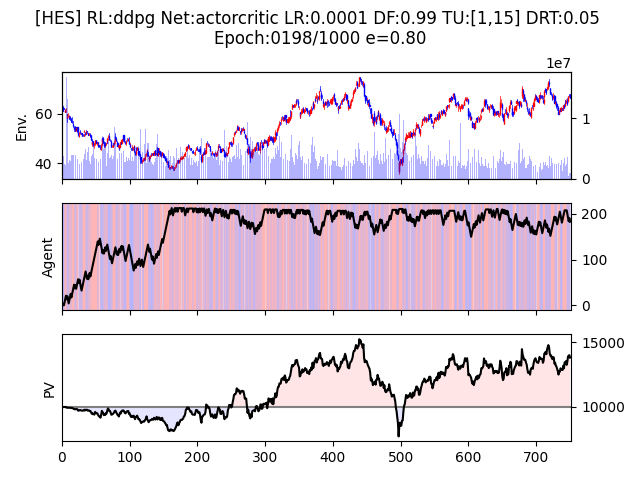 [HES] RL:ddpg Net:actorcritic LR:0.0001 DF:0.99 TU:[1,15] DRT:0.05
Epoch:0198/1000 e=0.80
1e7
Env.
60
40
1
0
Agent
200
100
0
PV
15000
10000
0 100 200 300 400 500 600 700